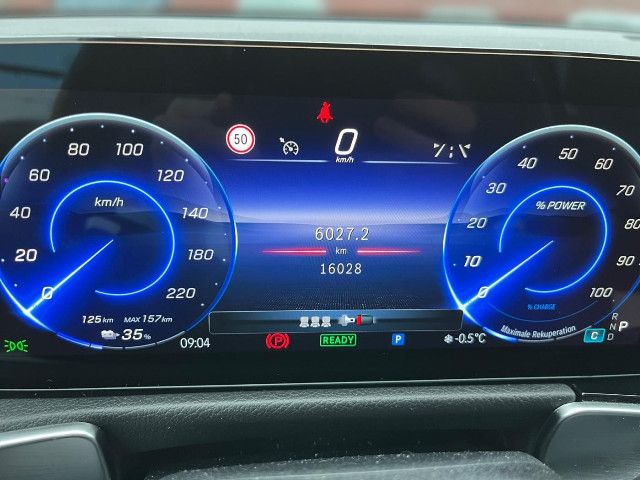 50
0
km/h
0
20
40
60
80
100
120
140
180
220
km/h
125km MAX 157km
35%
6027.2
km
16028
0
10
20
30
40
50
60
70
80
90
100
% POWER
% CHARGE
Maximale Rekuperation
09:04
P
READY
P
-0.5°C
C
R
N
D
P